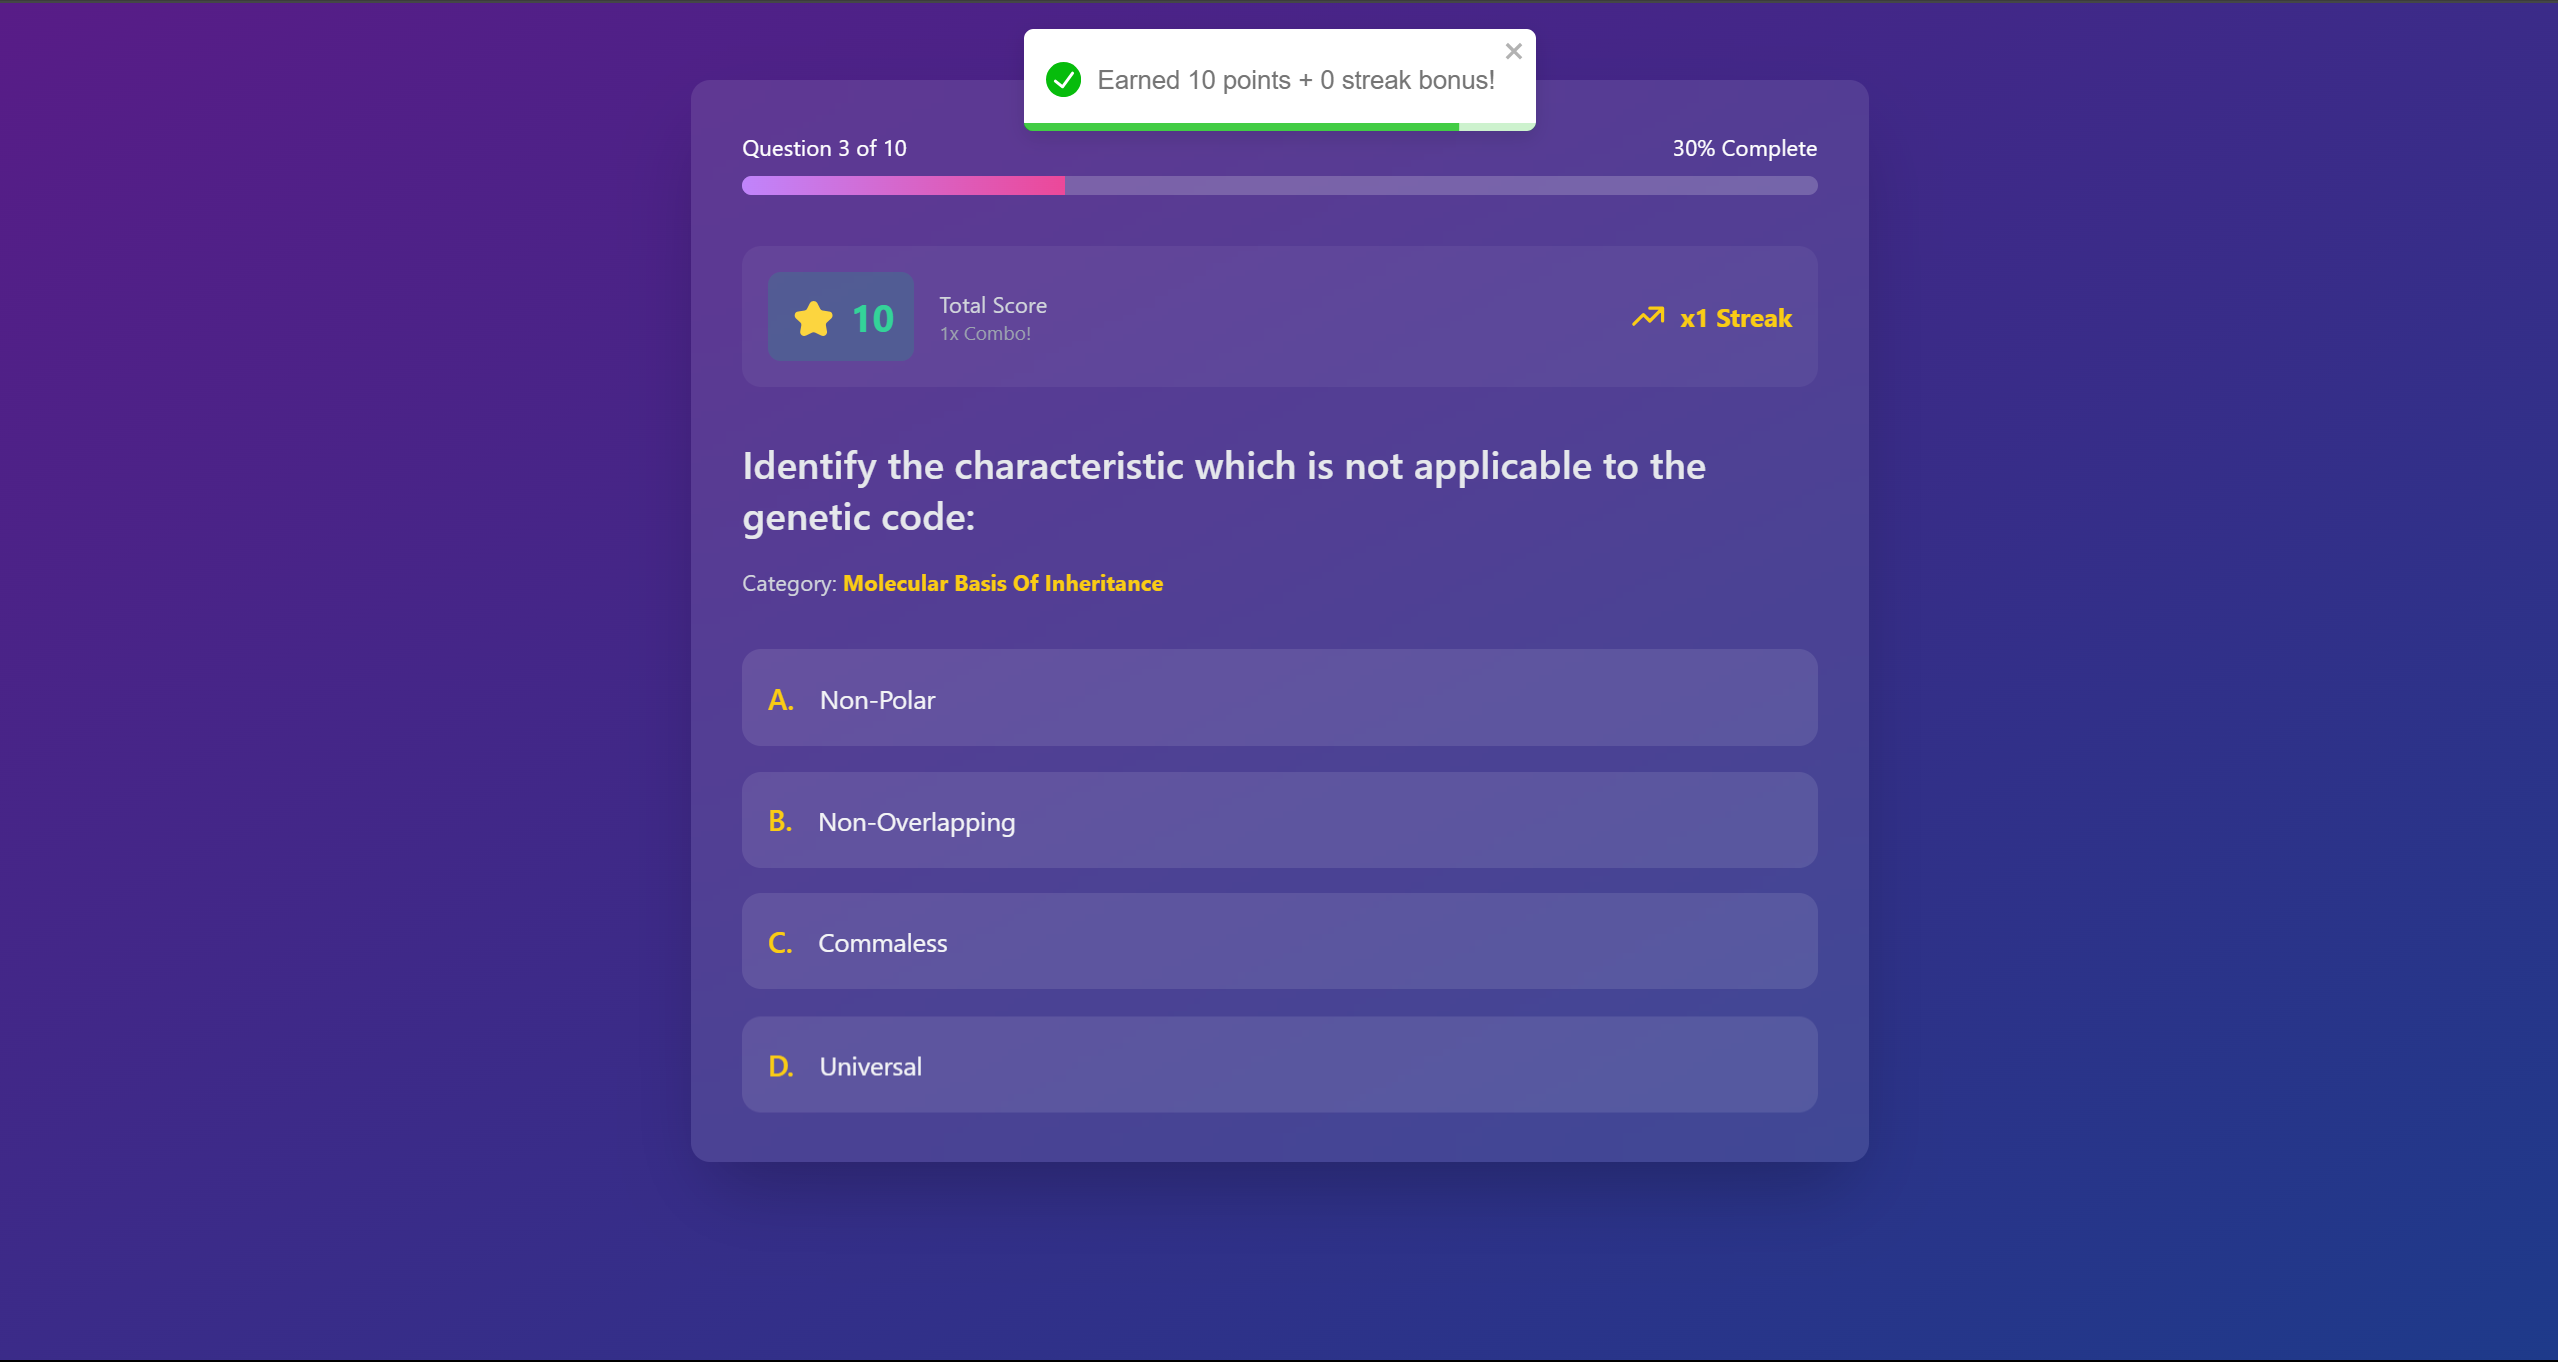 Earned 10 points + 0 streak bonus!
Question 3 of 10
30% Complete
10
Total Score
1x Combo!
x1 Streak
Identify the characteristic which is not applicable to the
genetic code:
Category: Molecular Basis Of Inheritance
A. Non-Polar
B. Non-Overlapping
C. Commaless
D. Universal